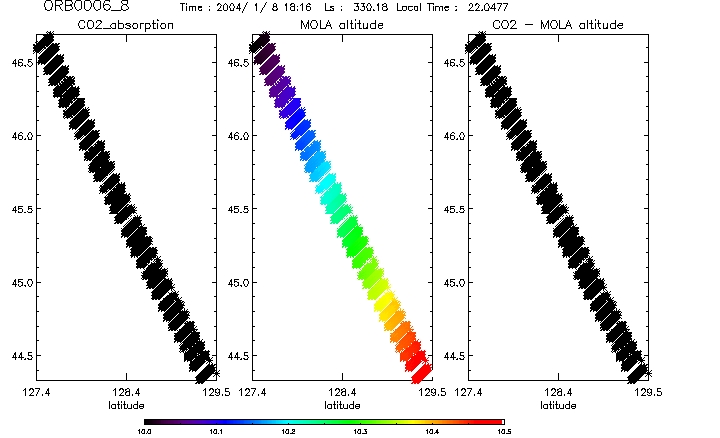 ORB0006_8
Time : 2004/ 1/ 8 18:16 Ls : 330.18 Local Time : 22.0477
CO2_absorption MOLA altitude CO2 - MOLA altitude
46.5 46.5 46.5
46.0 46.0 46.0
45.5 45.5 45.5
45.0 45.0 45.0
44.5 44.5 44.5
127.4 128.4 129.5 127.4 128.4 129.5 127.4 128.4 129.5
latitude latitude latitude
10.0 10.1 10.2 10.3 10.4 10.5